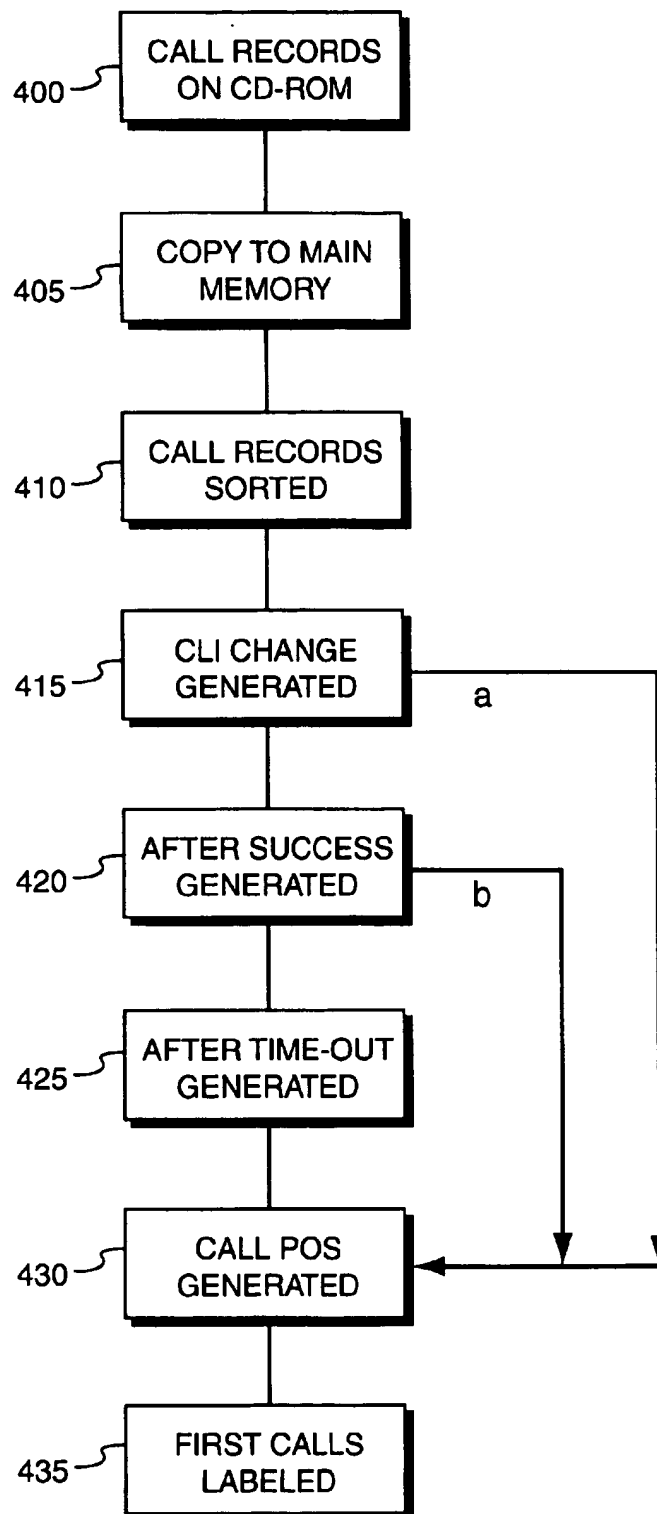 400
CALL RECORDS
ON CD-ROM
405
COPY TO MAIN
MEMORY
410
CALL RECORDS
SORTED
415
CLI CHANGE
GENERATED
a
420
AFTER SUCCESS
GENERATED
b
425
AFTER TIME-OUT
GENERATED
430
CALL POS
GENERATED
435
FIRST CALLS
LABELED